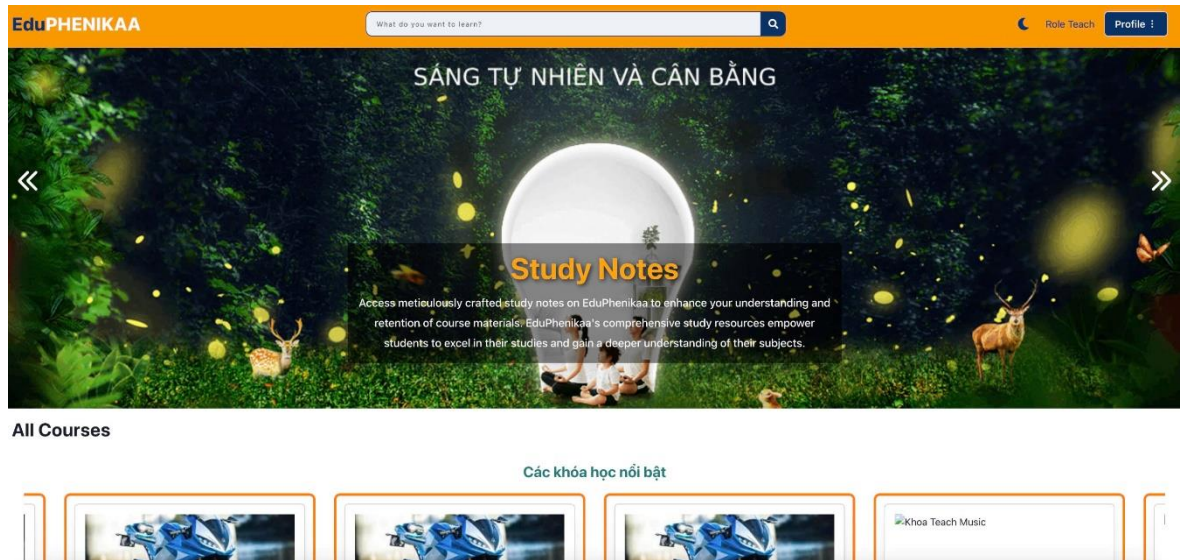 EduPHENIKAA
What do you want to learn?
Role Teach
Profile
SÁNG TỰ NHIÊN VÀ CÂN BẰNG
Study Notes
Access meticulously crafted study notes on EduPhenikaa to enhance your understanding and
retention of course materials. EduPhenikaa's comprehensive study resources empower
students to excel in their studies and gain a deeper understanding of their subjects.
All Courses
Các khóa học nổi bật
Khoa Teach Music